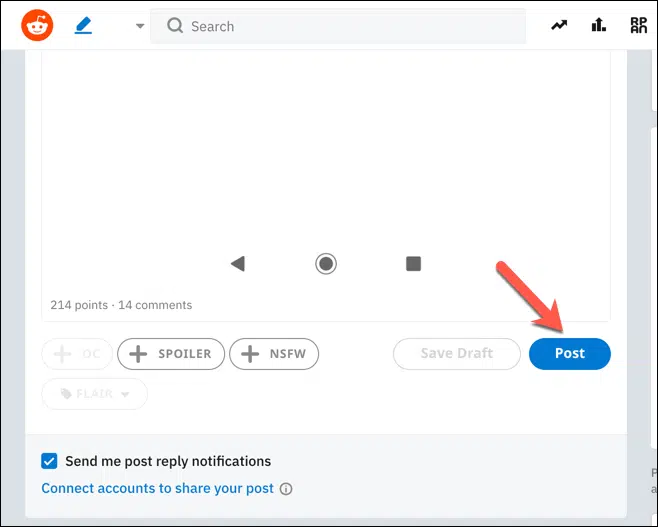 Search
RP
AN
214 points · 14 comments
OC
SPOILER
NSFW
Save Draft
Post
FLAIR
Send me post reply notifications
Connect accounts to share your post
P
a